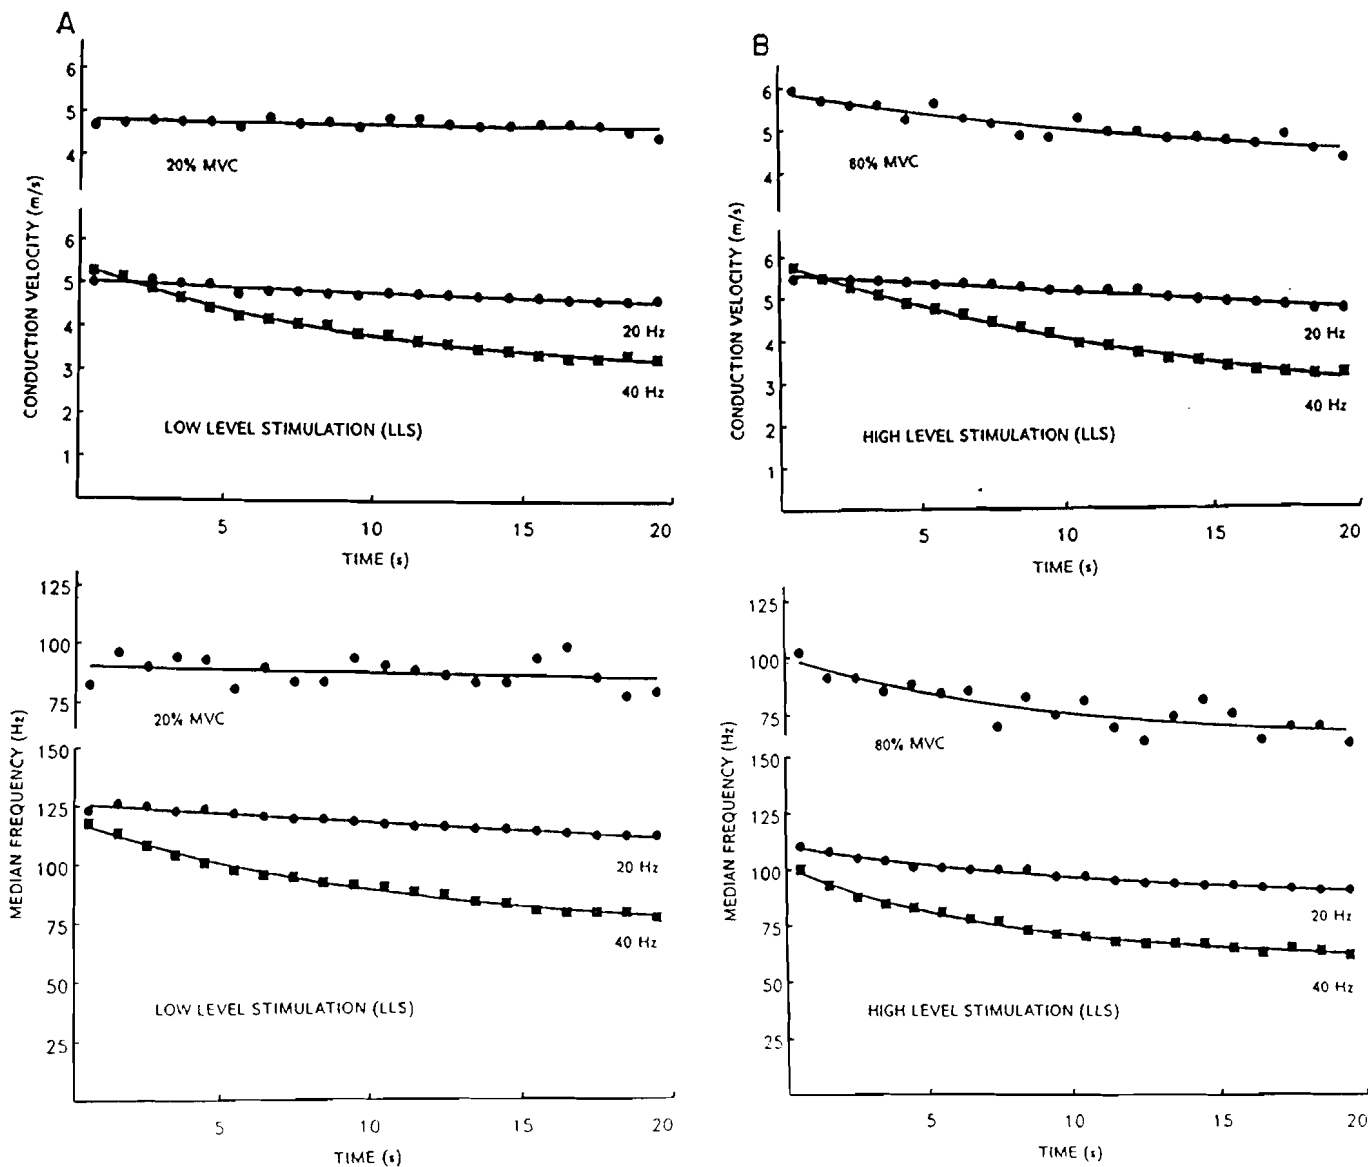 A
6
5
4
20% MVC
CONDUCTION VELOCITY (m/s)
6
5
4
3
2
1
20 Hz
40 Hz
LOW LEVEL STIMULATION (LLS)
5 10 15 20
TIME (s)
B
6
5
4
80% MVC
CONDUCTION VELOCITY (m/s)
6
5
4
3
2
1
20 Hz
40 Hz
HIGH LEVEL STIMULATION (LLS)
5 10 15 20
TIME (s)
125
100
75
20% MVC
MEDIAN FREQUENCY (Hz)
150
125
100
75
50
25
20 Hz
40 Hz
LOW LEVEL STIMULATION (LLS)
5 10 15 20
TIME (s)
125
100
75
80% MVC
MEDIAN FREQUENCY (Hz)
150
125
100
75
50
25
20 Hz
40 Hz
HIGH LEVEL STIMULATION (LLS)
5 10 15 20
TIME (s)